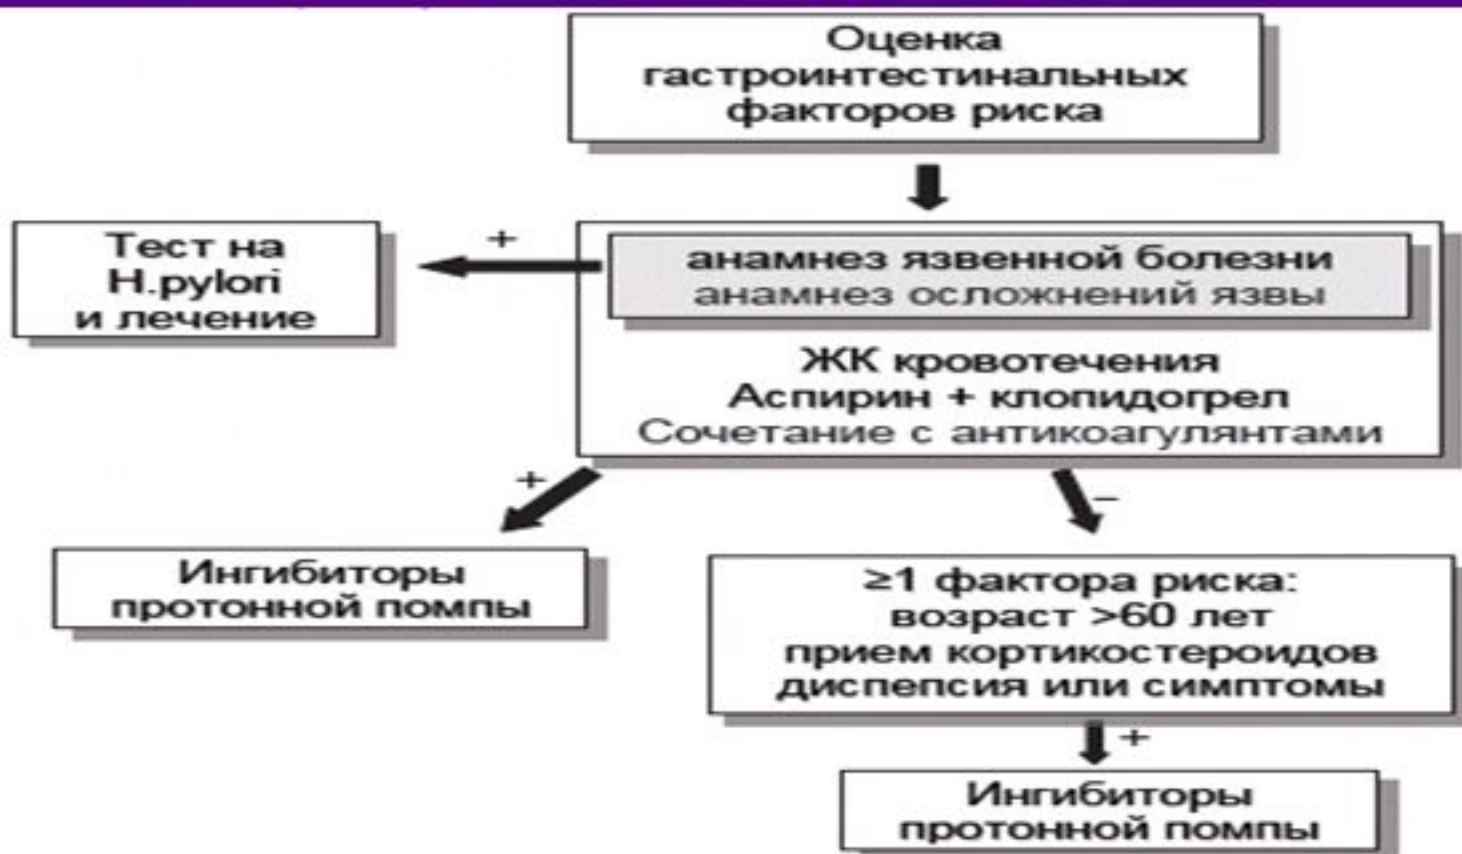 Оценка
гастроинтестинальных
факторов риска
Тест на
H.pylori
и лечение
+
анамнез язвенной болезни
анамнез осложнений язвы
ЖК кровотечения
Аспирин + клопидогрел
Сочетание с антикоагулянтами
+
–
Ингибиторы
протонной помпы
≥1 фактора риска:
возраст >60 лет
прием кортикостероидов
диспепсия или симптомы
+
Ингибиторы
протонной помпы